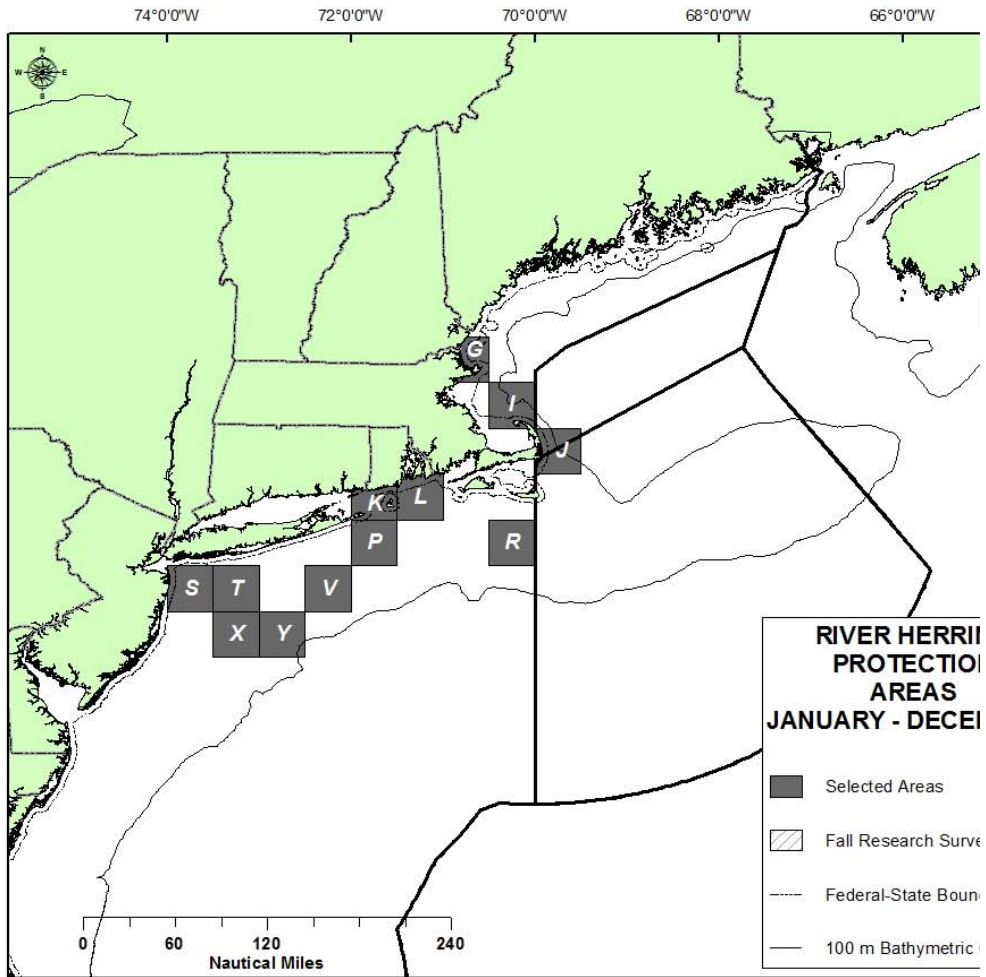 74°0'0"W 72°0'0"W 70°0'0"W 68°0'0"W 66°0'0"W
N
W E
S
G
I
J
K L
P R
S T V
X Y
RIVER HERRIN
PROTECTIO
AREAS
JANUARY - DECE
Selected Areas
Fall Research Surve
Federal-State Boun
100 m Bathymetric
0 60 120 240
Nautical Miles